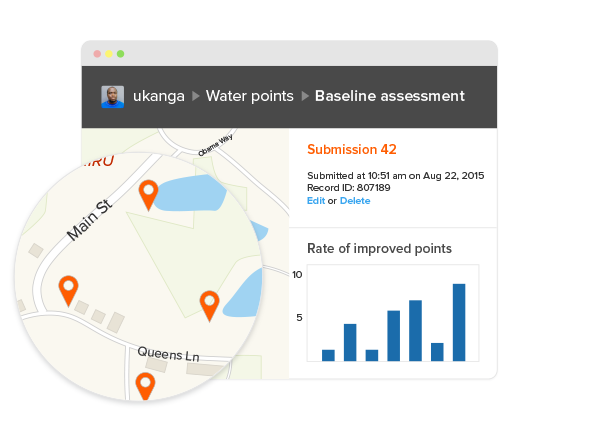 ukanga ▶ Water points ▶ Baseline assessment
Obama Way
Main St
Queens Ln
Submission 42
Submitted at 10:51 am on Aug 22, 2015
Record ID: 807189
Edit or Delete
Rate of improved points
10
5